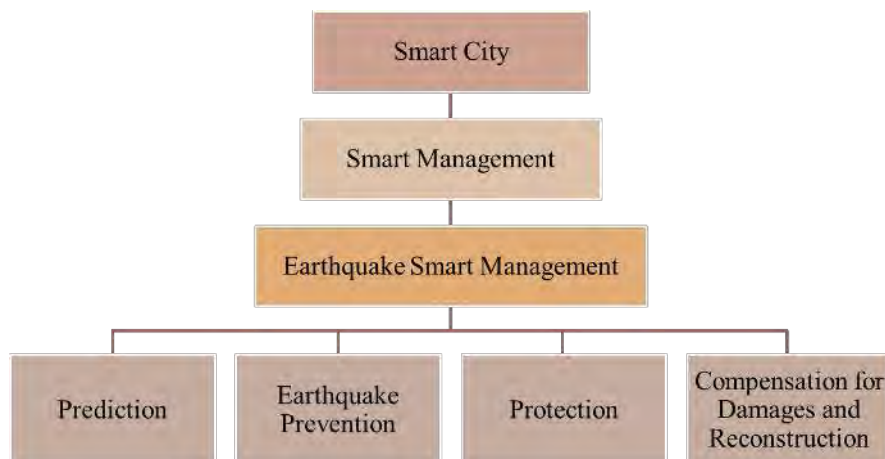 Smart City
Smart Management
Earthquake Smart Management
Prediction
Earthquake
Prevention
Protection
Compensation for
Damages and
Reconstruction